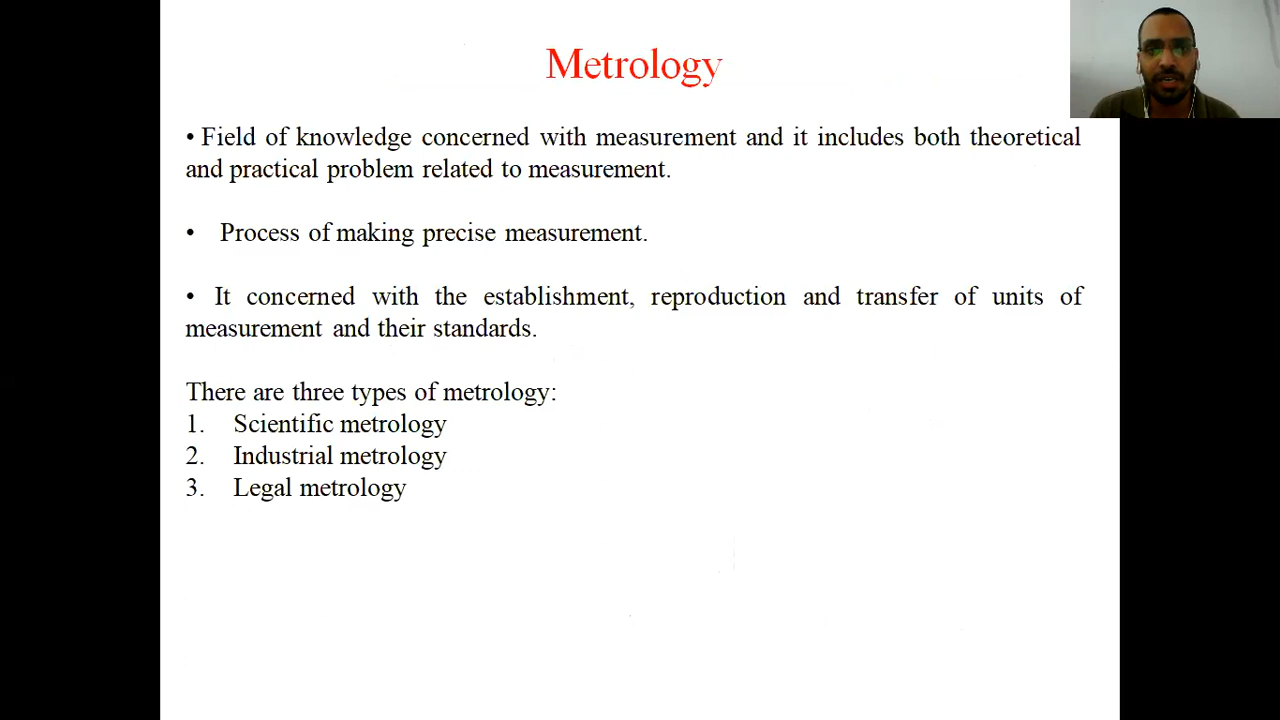 Metrology
• Field of knowledge concerned with measurement and it includes both theoretical
and practical problem related to measurement.
• Process of making precise measurement.
• It concerned with the establishment, reproduction and transfer of units of
measurement and their standards.
There are three types of metrology:
1. Scientific metrology
2. Industrial metrology
3. Legal metrology